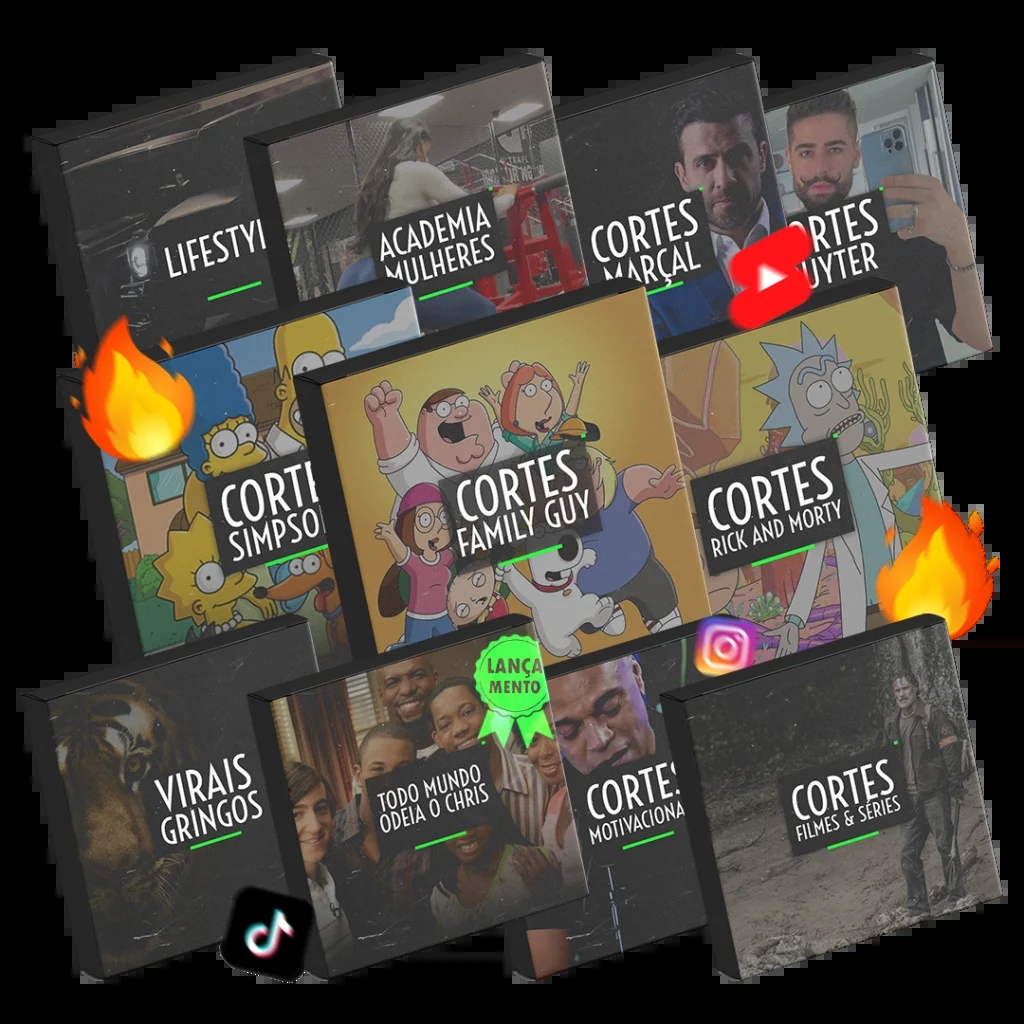 LIFESTYL
ACADEMIA
MULHERES
CORTES
MARÇAL
RTES
UYTER
CORTE
SIMPSO
CORTES
FAMILY GUY
CORTES
RICK AND MORTY
VIRAIS
GRINGOS
LANÇA
MENTO
TODO MUNDO
ODEIA O CHRIS
CORTES
MOTIVACIONA
CORTES
FILMES & SÉRIES